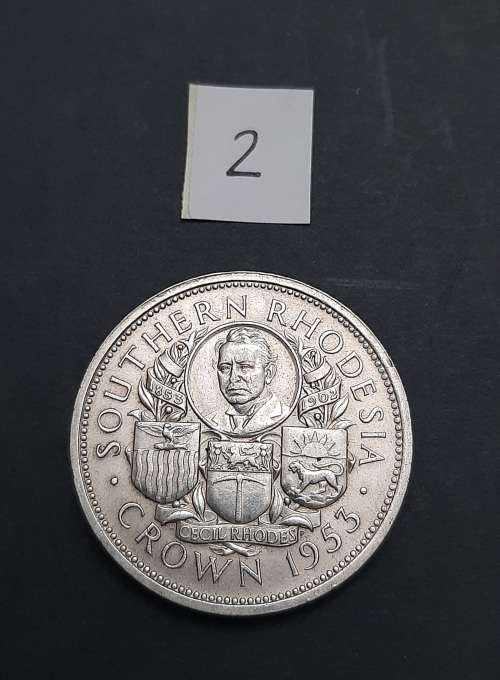 2
SOUTHERN RHODESIA
1853 1902
CECIL RHODES
CROWN 1953